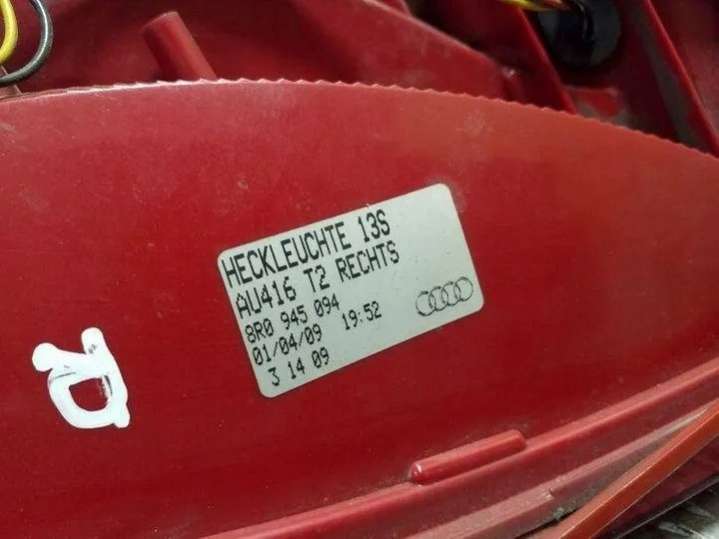 HECKLEUCHTE 13S
AU416 T2 RECHTS
8R0 945 094
01/04/09 19:52
3 14 09